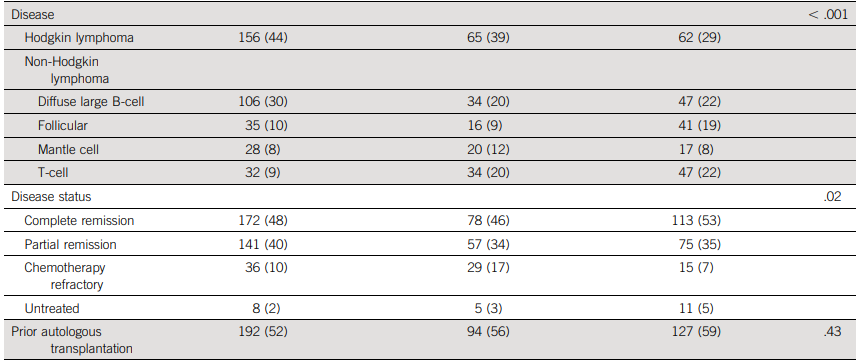 Disease < .001
Hodgkin lymphoma 156 (44) 65 (39) 62 (29)
Non-Hodgkin
lymphoma
Diffuse large B-cell 106 (30) 34 (20) 47 (22)
Follicular 35 (10) 16 (9) 41 (19)
Mantle cell 28 (8) 20 (12) 17 (8)
T-cell 32 (9) 34 (20) 47 (22)
Disease status .02
Complete remission 172 (48) 78 (46) 113 (53)
Partial remission 141 (40) 57 (34) 75 (35)
Chemotherapy 36 (10) 29 (17) 15 (7)
refractory
Untreated 8 (2) 5 (3) 11 (5)
Prior autologous 192 (52) 94 (56) 127 (59) .43
transplantation